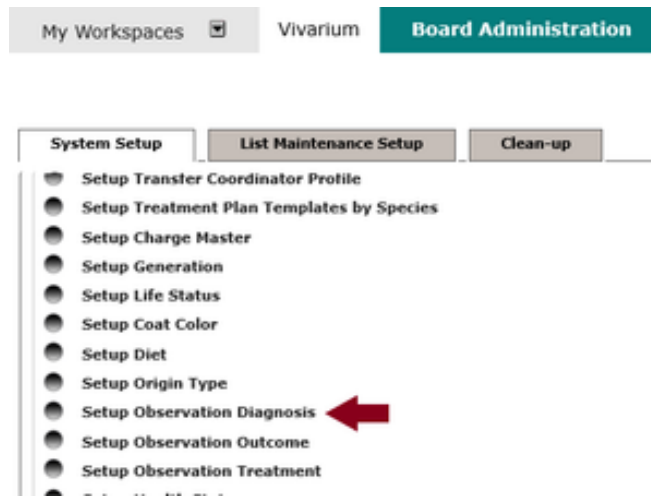 My Workspaces Vivarium Board Administration
System Setup List Maintenance Setup Clean-up
Setup Transfer Coordinator Profile
Setup Treatment Plan Templates by Species
Setup Charge Master
Setup Generation
Setup Life Status
Setup Coat Color
Setup Diet
Setup Origin Type
Setup Observation Diagnosis
Setup Observation Outcome
Setup Observation Treatment